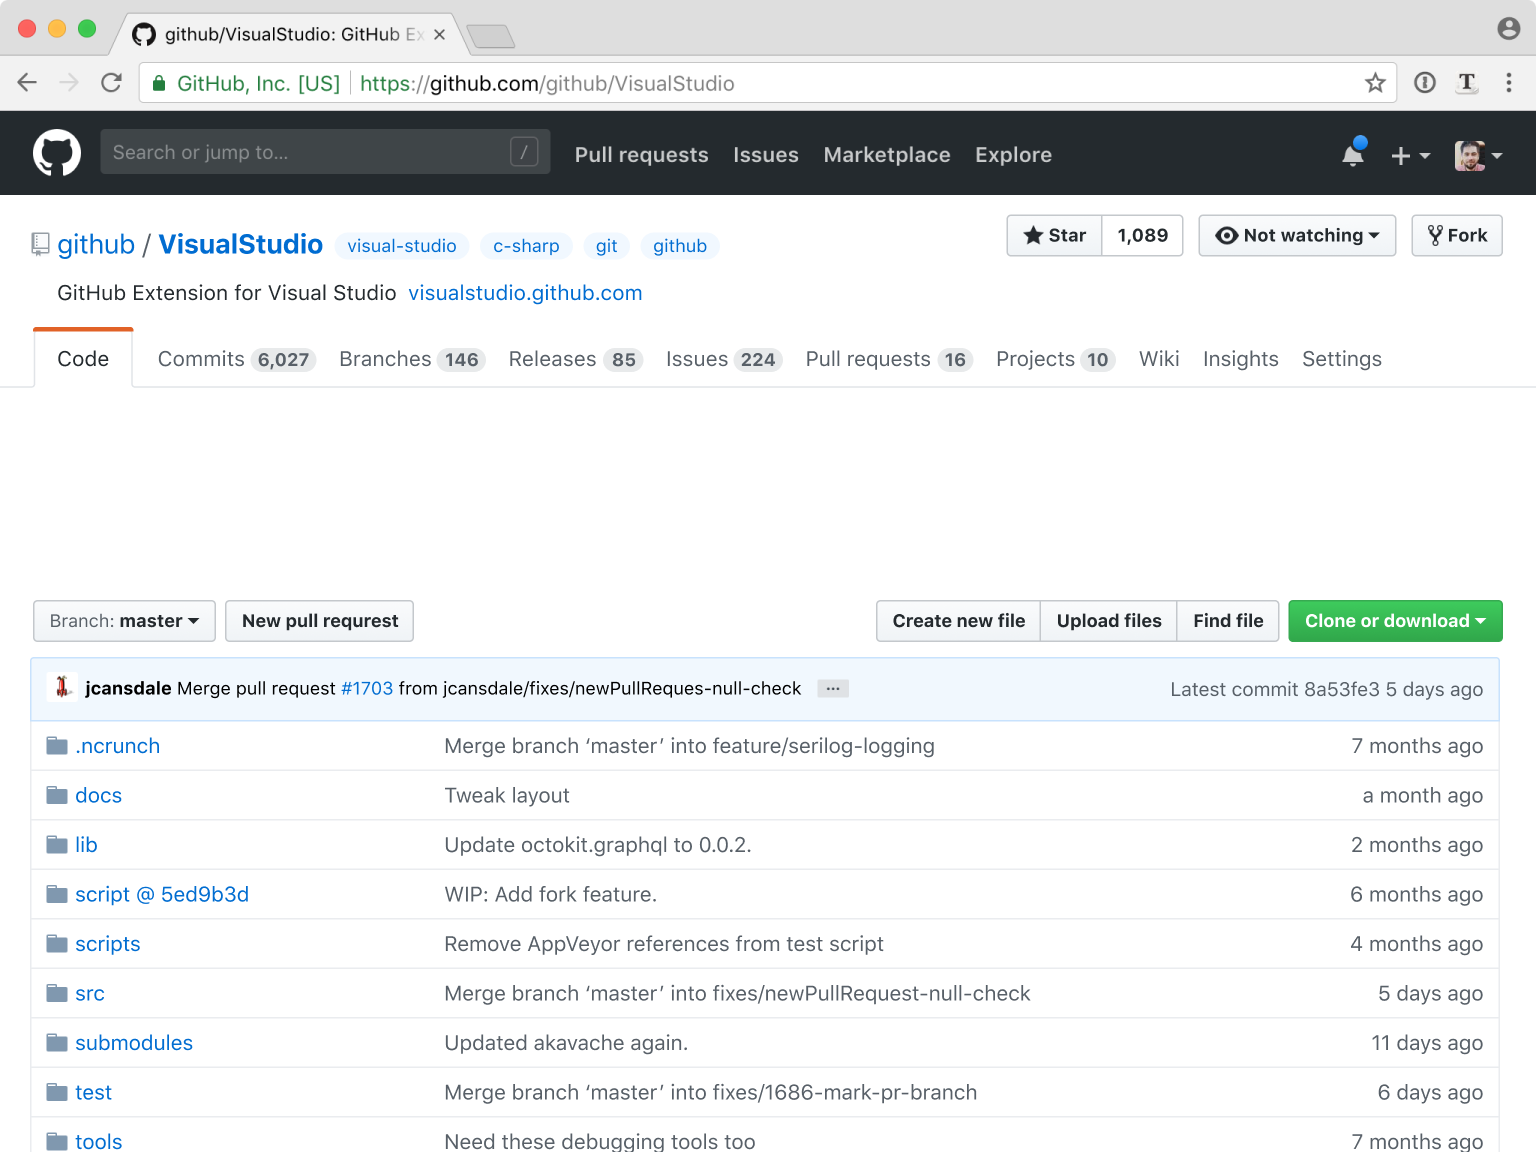 github/VisualStudio: GitHub Ex
GitHub, Inc. [US] https://github.com/github/VisualStudio
T
Search or jump to... /
Pull requests Issues Marketplace Explore
github / VisualStudio visual-studio c-sharp git github
Star 1,089 Not watching Fork
GitHub Extension for Visual Studio visualstudio.github.com
Code Commits 6,027 Branches 146 Releases 85 Issues 224 Pull requests 16 Projects 10 Wiki Insights Settings
Branch: master New pull requrest Create new file Upload files Find file Clone or download
jcansdale Merge pull request #1703 from jcansdale/fixes/newPullReques-null-check ... Latest commit 8a53fe3 5 days ago
.ncrunch Merge branch ‘master’ into feature/serilog-logging 7 months ago
docs Tweak layout a month ago
lib Update octokit.graphql to 0.0.2. 2 months ago
script @ 5ed9b3d WIP: Add fork feature. 6 months ago
scripts Remove AppVeyor references from test script 4 months ago
src Merge branch ‘master’ into fixes/newPullRequest-null-check 5 days ago
submodules Updated akavache again. 11 days ago
test Merge branch ‘master’ into fixes/1686-mark-pr-branch 6 days ago
tools Need these debugging tools too 7 months ago